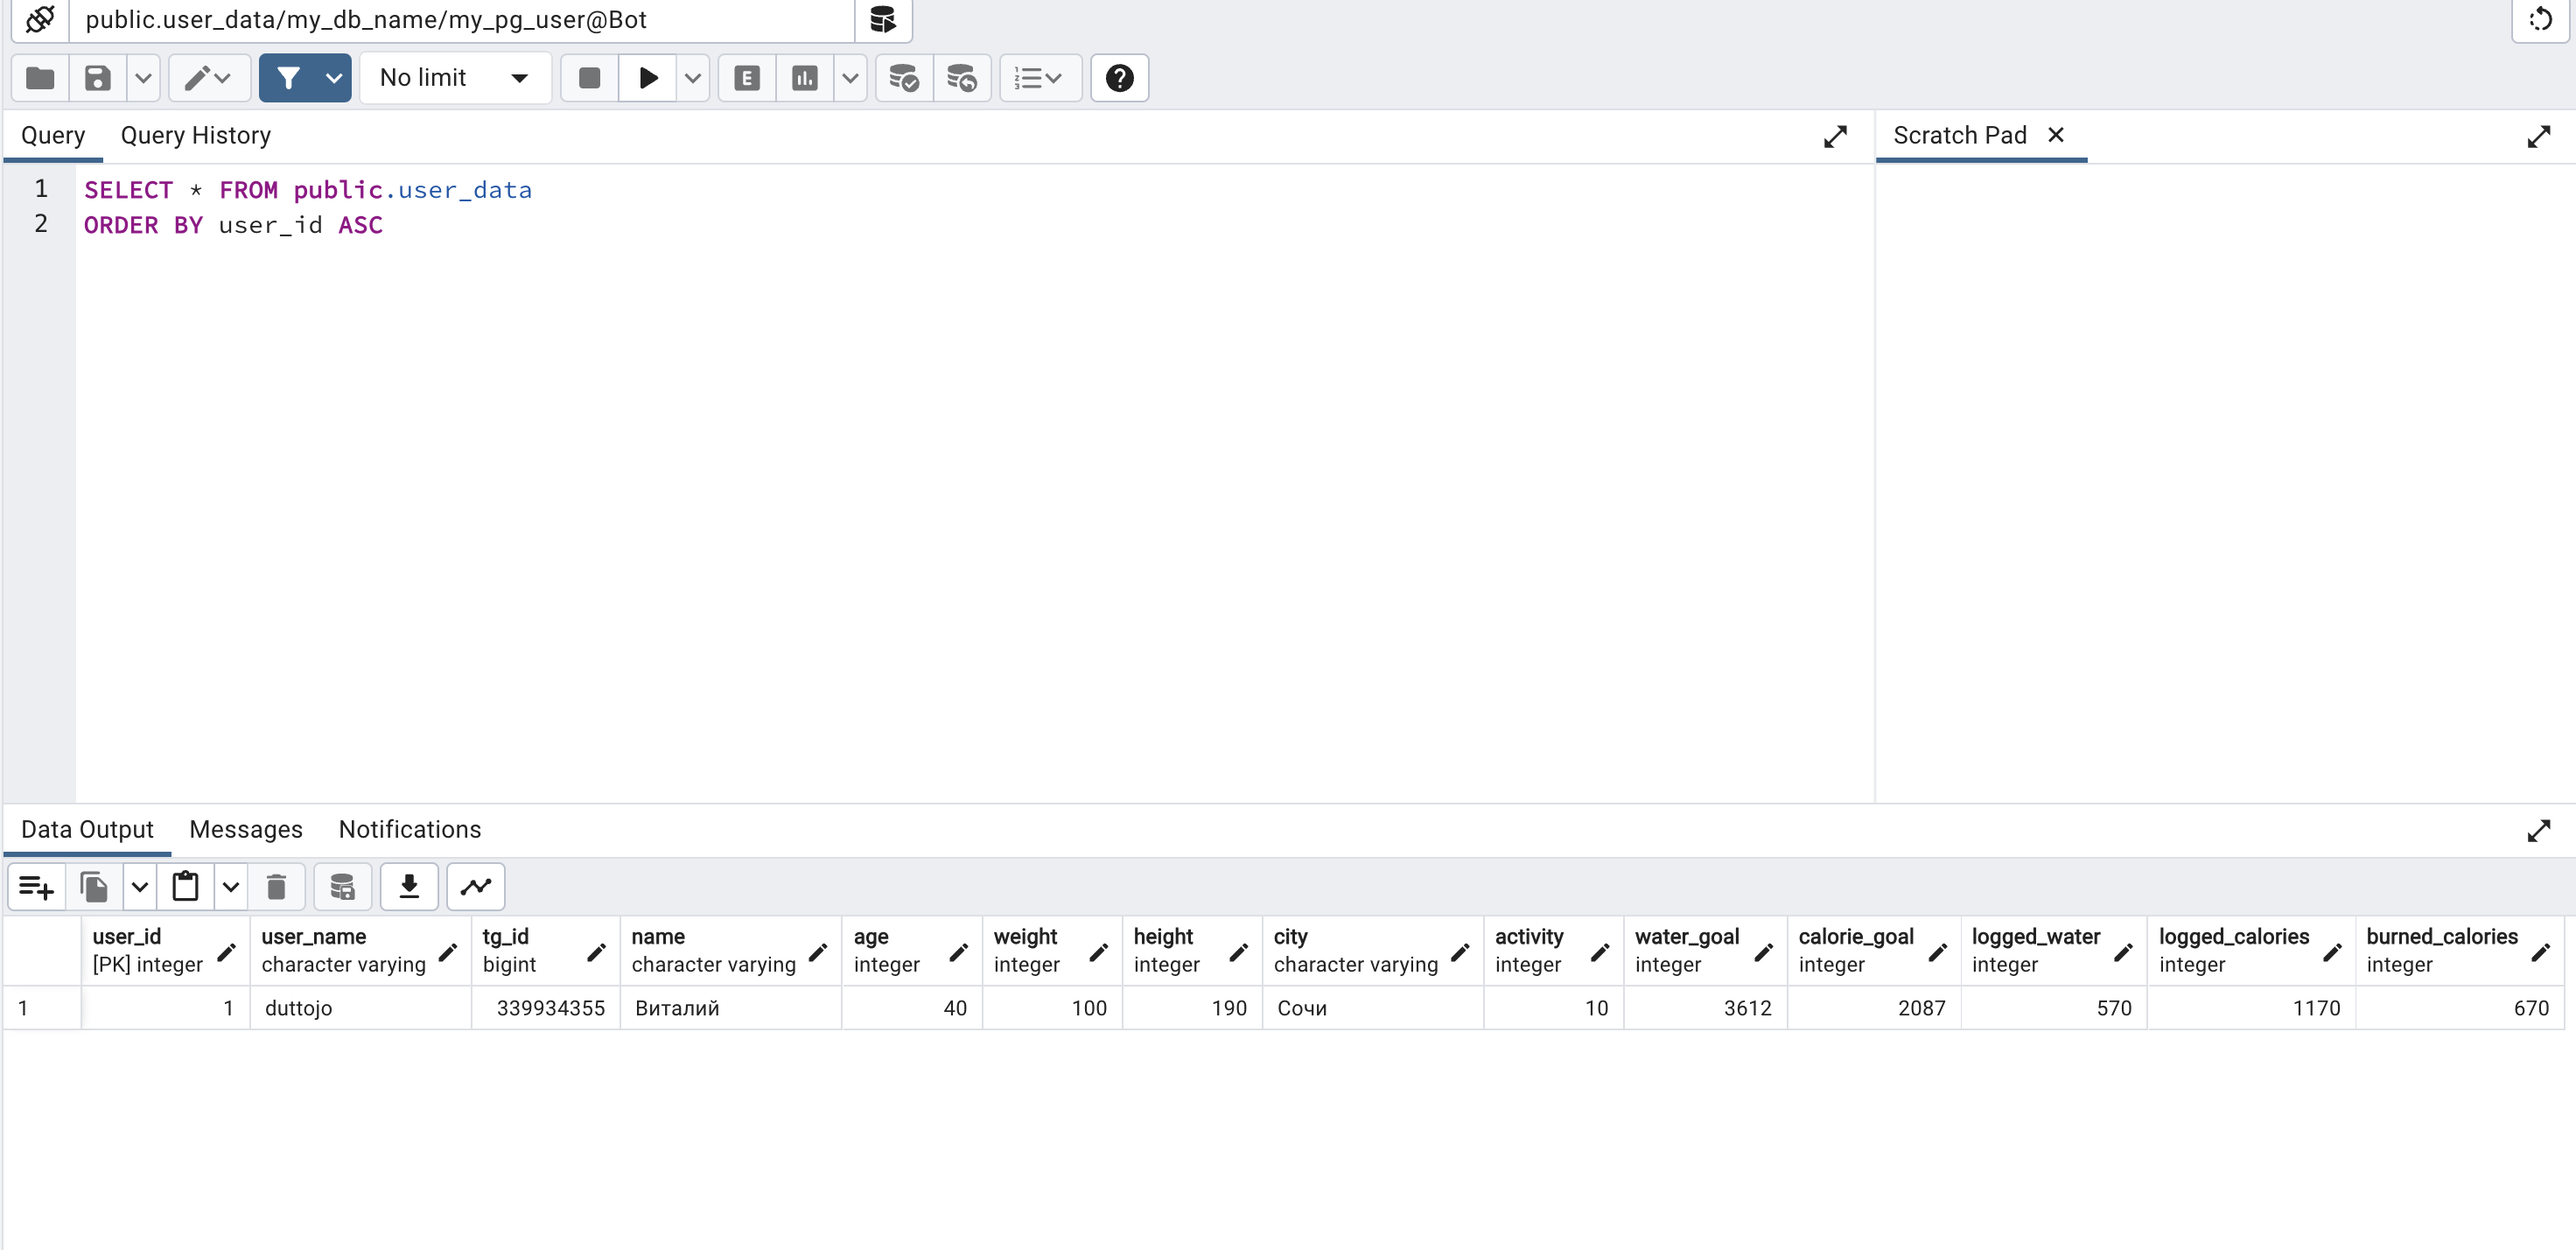 public.user_data/my_db_name/my_pg_user@Bot
No limit
E
Query Query History Scratch Pad
1 SELECT * FROM public.user_data
2 ORDER BY user_id ASC
Data Output Messages Notifications
user_id user_name tg_id name age weight height city activity water_goal calorie_goal logged_water logged_calories burned_calories
[PK] integer character varying bigint character varying integer integer integer character varying integer integer integer integer integer integer
1 1 duttojo 339934355 Виталий 40 100 190 Сочи 10 3612 2087 570 1170 670